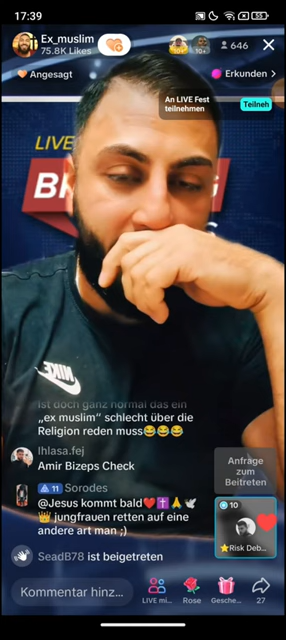 17:39
55
Ex_muslim
75.8K Likes
10+
10+
646
Angesagt
Erkunden >
An LIVE Fest
teilnehmen
Teilneh
LIVE
NIKE
ist doch ganz normal das ein
„ex muslim“ schlecht über die
Religion reden muss😂😂😂
Ihlasa.fej
Amir Bizeps Check
11 Sorodes
@Jesus kommt bald❤️✝️🙏🕊
👑 jungfrauen retten auf eine
andere art man ;)
SeadB78 ist beigetreten
Anfrage
zum
Beitreten
10
⭐Risk Deb...
Kommentar hinz...
LIVE mi...
Rose
Gesche...
27